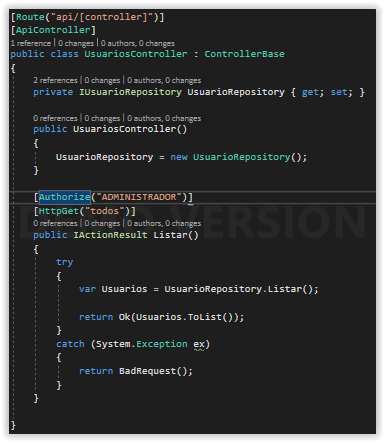 [Route("api/[controller]")]
[ApiController]
1 reference | 0 changes | 0 authors, 0 changes
public class UsuariosController : ControllerBase
{
2 references | 0 changes | 0 authors, 0 changes
private IUsuarioRepository UsuarioRepository { get; set; }
0 references | 0 changes | 0 authors, 0 changes
public UsuariosController()
{
UsuarioRepository = new UsuarioRepository();
}
[Authorize("ADMINISTRADOR")]
[HttpGet("todos")]
0 references | 0 changes | 0 authors, 0 changes
public IActionResult Listar()
{
try
{
var Usuarios = UsuarioRepository.Listar();
return Ok(Usuarios.ToList());
}
catch (System.Exception ex)
{
return BadRequest();
}
}
}
VERSION